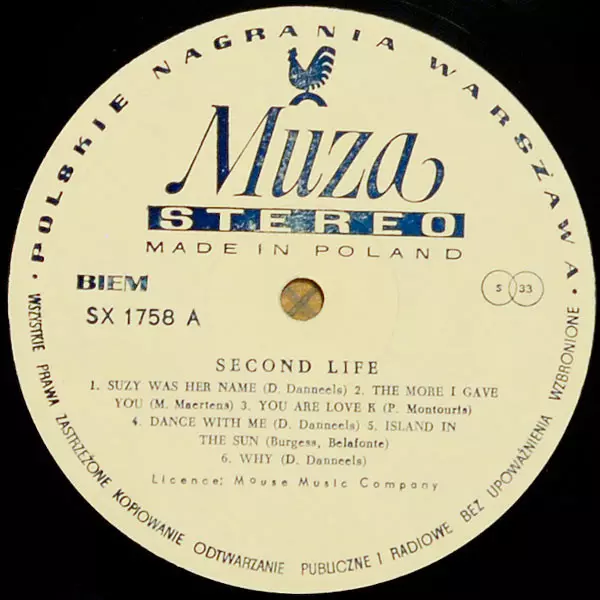 · POLSKIE NAGRANIA WARSZAWA ·
Muza
STEREO
MADE IN POLAND
BIEM
S 33
SX 1758 A
SECOND LIFE
1. SUZY WAS HER NAME (D. Danneels) 2. THE MORE I GAVE
YOU (M. Maertens) 3. YOU ARE LOVE K (P. Montouris)
4. DANCE WITH ME (D. Danneels) 5. ISLAND IN
THE SUN (Burgess, Belafonte)
6. WHY (D. Danneels)
Licence: Mouse Music Company
WSZYSTKIE PRAWA ZASTRZEŻONE KOPIOWANIE ODTWARZANIE PUBLICZNE I RADIOWE BEZ UPOWAŻNIENIA WZBRONIONE